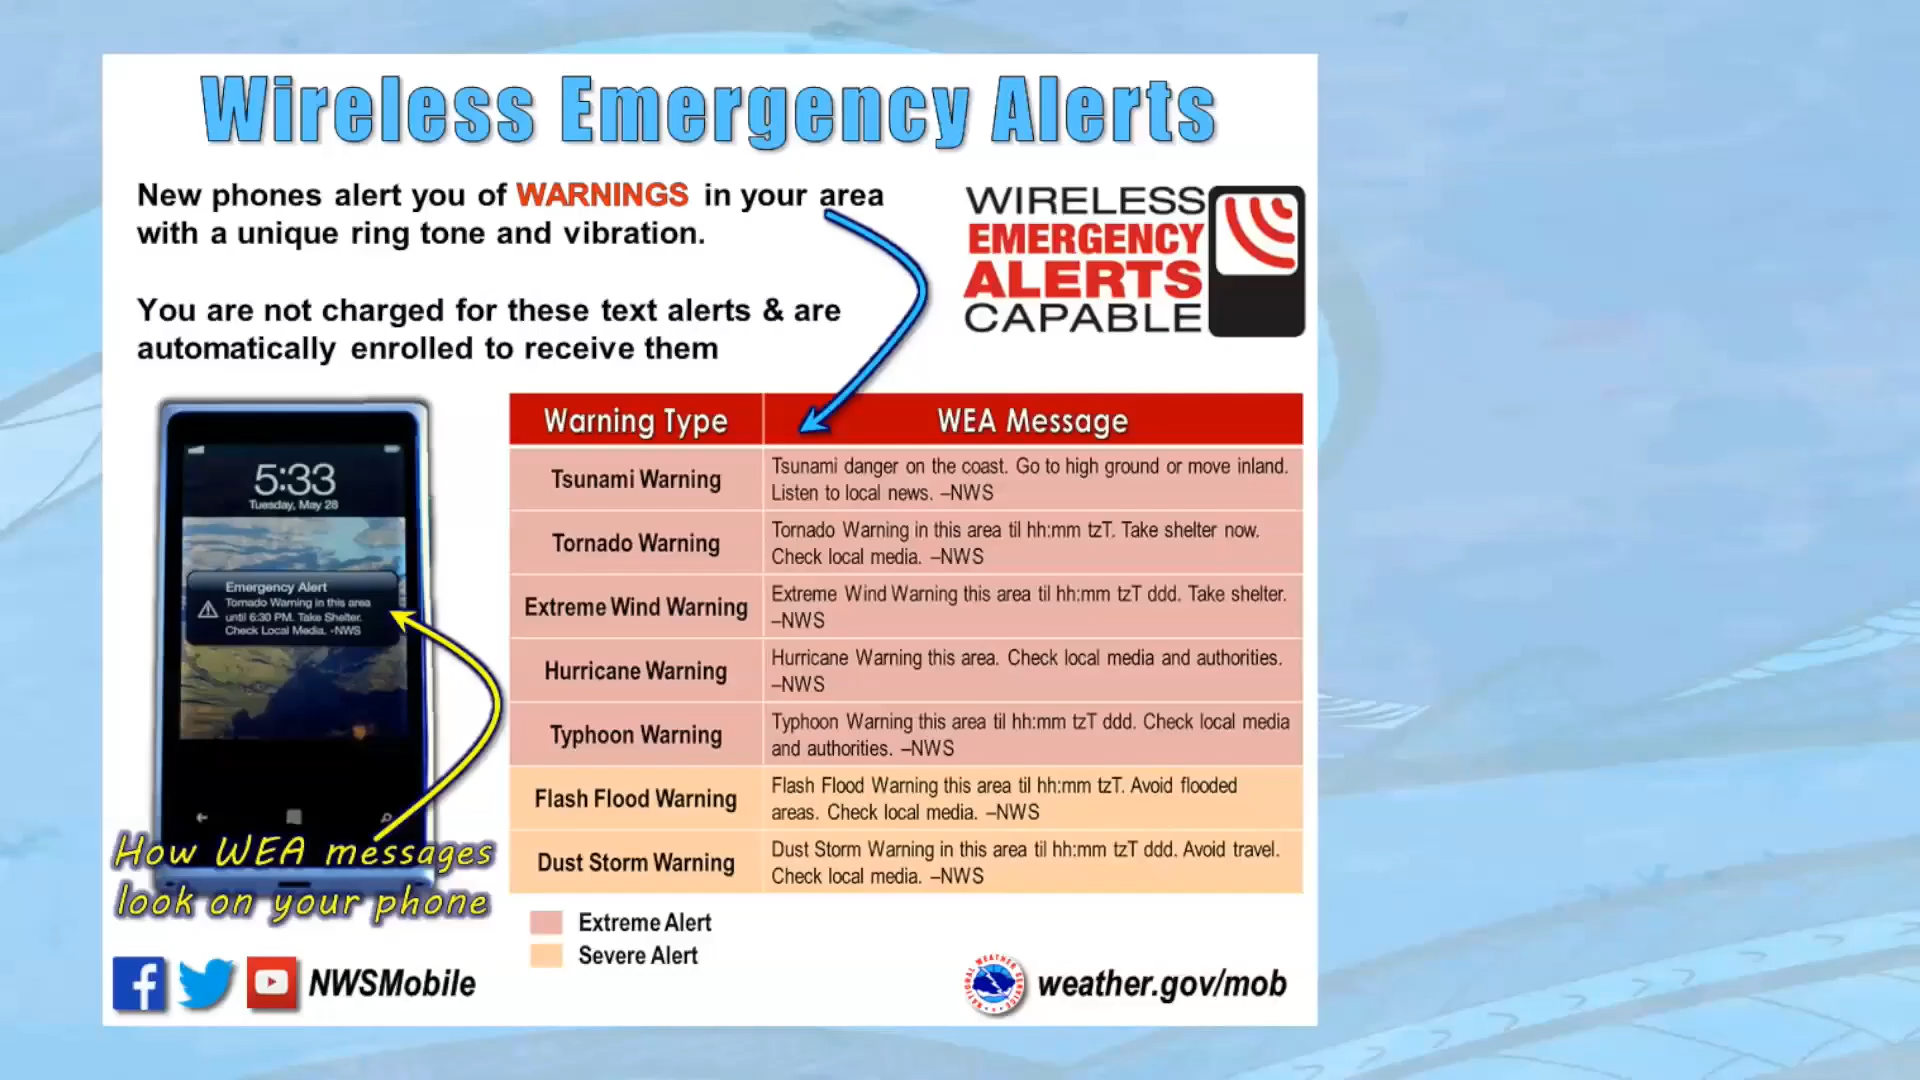 Wireless Emergency Alerts
New phones alert you of WARNINGS in your area
with a unique ring tone and vibration.
You are not charged for these text alerts & are
automatically enrolled to receive them
WIRELESS
EMERGENCY
ALERTS
CAPABLE
5:33
Tuesday, May 28
Emergency Alert
Tornado Warning in this area
until 6:30 PM. Take Shelter.
Check Local Media. -NWS
How WEA messages
look on your phone
Warning Type WEA Message
Tsunami Warning
Tsunami danger on the coast. Go to high ground or move inland.
Listen to local news. –NWS
Tornado Warning
Tornado Warning in this area til hh:mm tzT. Take shelter now.
Check local media. –NWS
Extreme Wind Warning
Extreme Wind Warning this area til hh:mm tzT ddd. Take shelter.
–NWS
Hurricane Warning
Hurricane Warning this area. Check local media and authorities.
–NWS
Typhoon Warning
Typhoon Warning this area til hh:mm tzT ddd. Check local media
and authorities. –NWS
Flash Flood Warning
Flash Flood Warning this area til hh:mm tzT. Avoid flooded
areas. Check local media. –NWS
Dust Storm Warning
Dust Storm Warning in this area til hh:mm tzT ddd. Avoid travel.
Check local media. –NWS
Extreme Alert
Severe Alert
NWSMobile
NATIONAL WEATHER SERVICE
weather.gov/mob